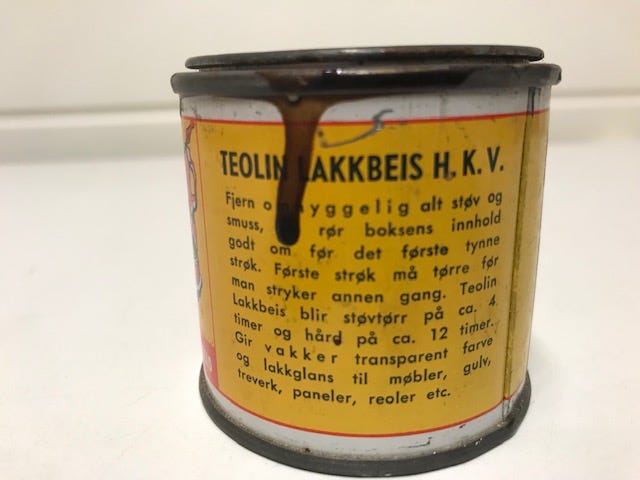 TEOLIN LAKKBEIS H. K. V.
Fjern omhyggelig alt støv og
smuss, rør boksens innhold
godt om før det første tynne
strøk. Første strøk må tørre før
man stryker annen gang. Teolin
Lakkbeis blir støvtørr på ca. 4
timer og hård på ca. 12 timer.
Gir vakker transparent farve
og lakkglans til møbler, gulv,
treverk, paneler, reoler etc.